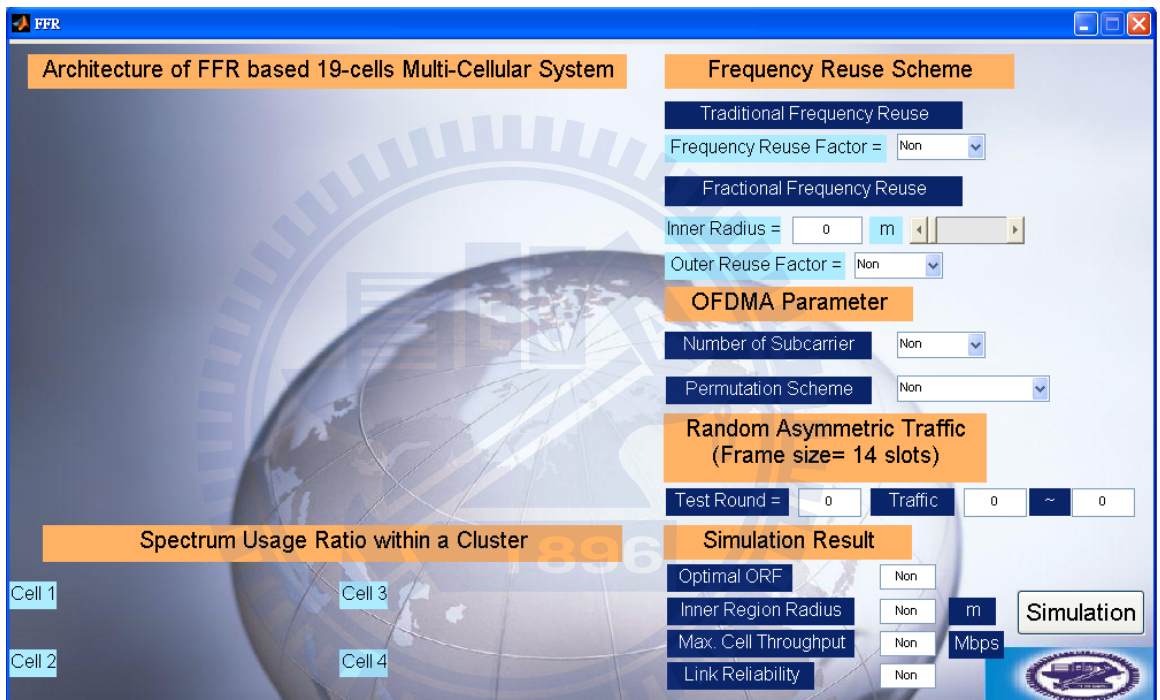 FFR
Architecture of FFR based 19-cells Multi-Cellular System
Frequency Reuse Scheme
Traditional Frequency Reuse
Frequency Reuse Factor = Non
Fractional Frequency Reuse
Inner Radius = 0 m
Outer Reuse Factor = Non
OFDMA Parameter
Number of Subcarrier Non
Permutation Scheme Non
Random Asymmetric Traffic
(Frame size= 14 slots)
Test Round = 0 Traffic 0 ~ 0
Spectrum Usage Ratio within a Cluster
Cell 1 Cell 3
Cell 2 Cell 4
Simulation Result
Optimal ORF Non
Inner Region Radius Non m
Max. Cell Throughput Non Mbps
Link Reliability Non
Simulation
1896